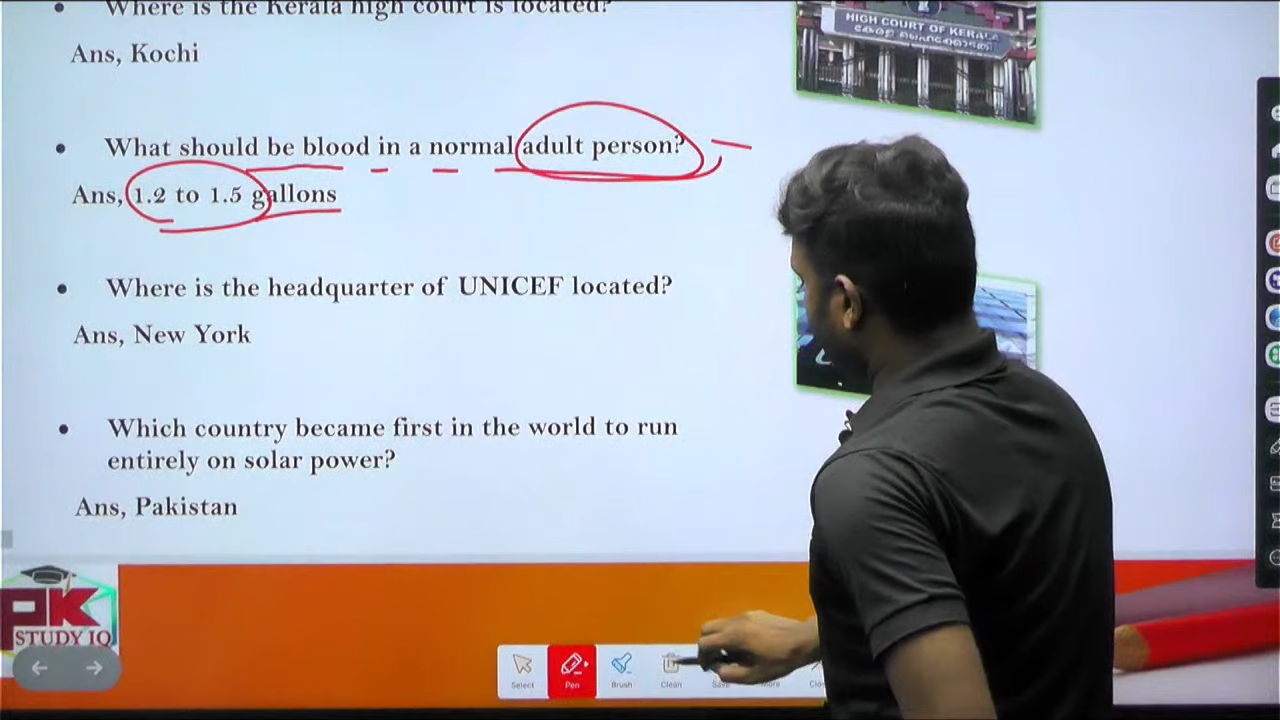 Where is the Kerala high court is located?
Ans, Kochi
HIGH COURT OF KERALA
What should be blood in a normal adult person?
Ans, 1.2 to 1.5 gallons
Where is the headquarter of UNICEF located?
Ans, New York
Which country became first in the world to run
entirely on solar power?
Ans, Pakistan
PK
STUDY IQ
Select
Pen
Brush
Clean
Save
More